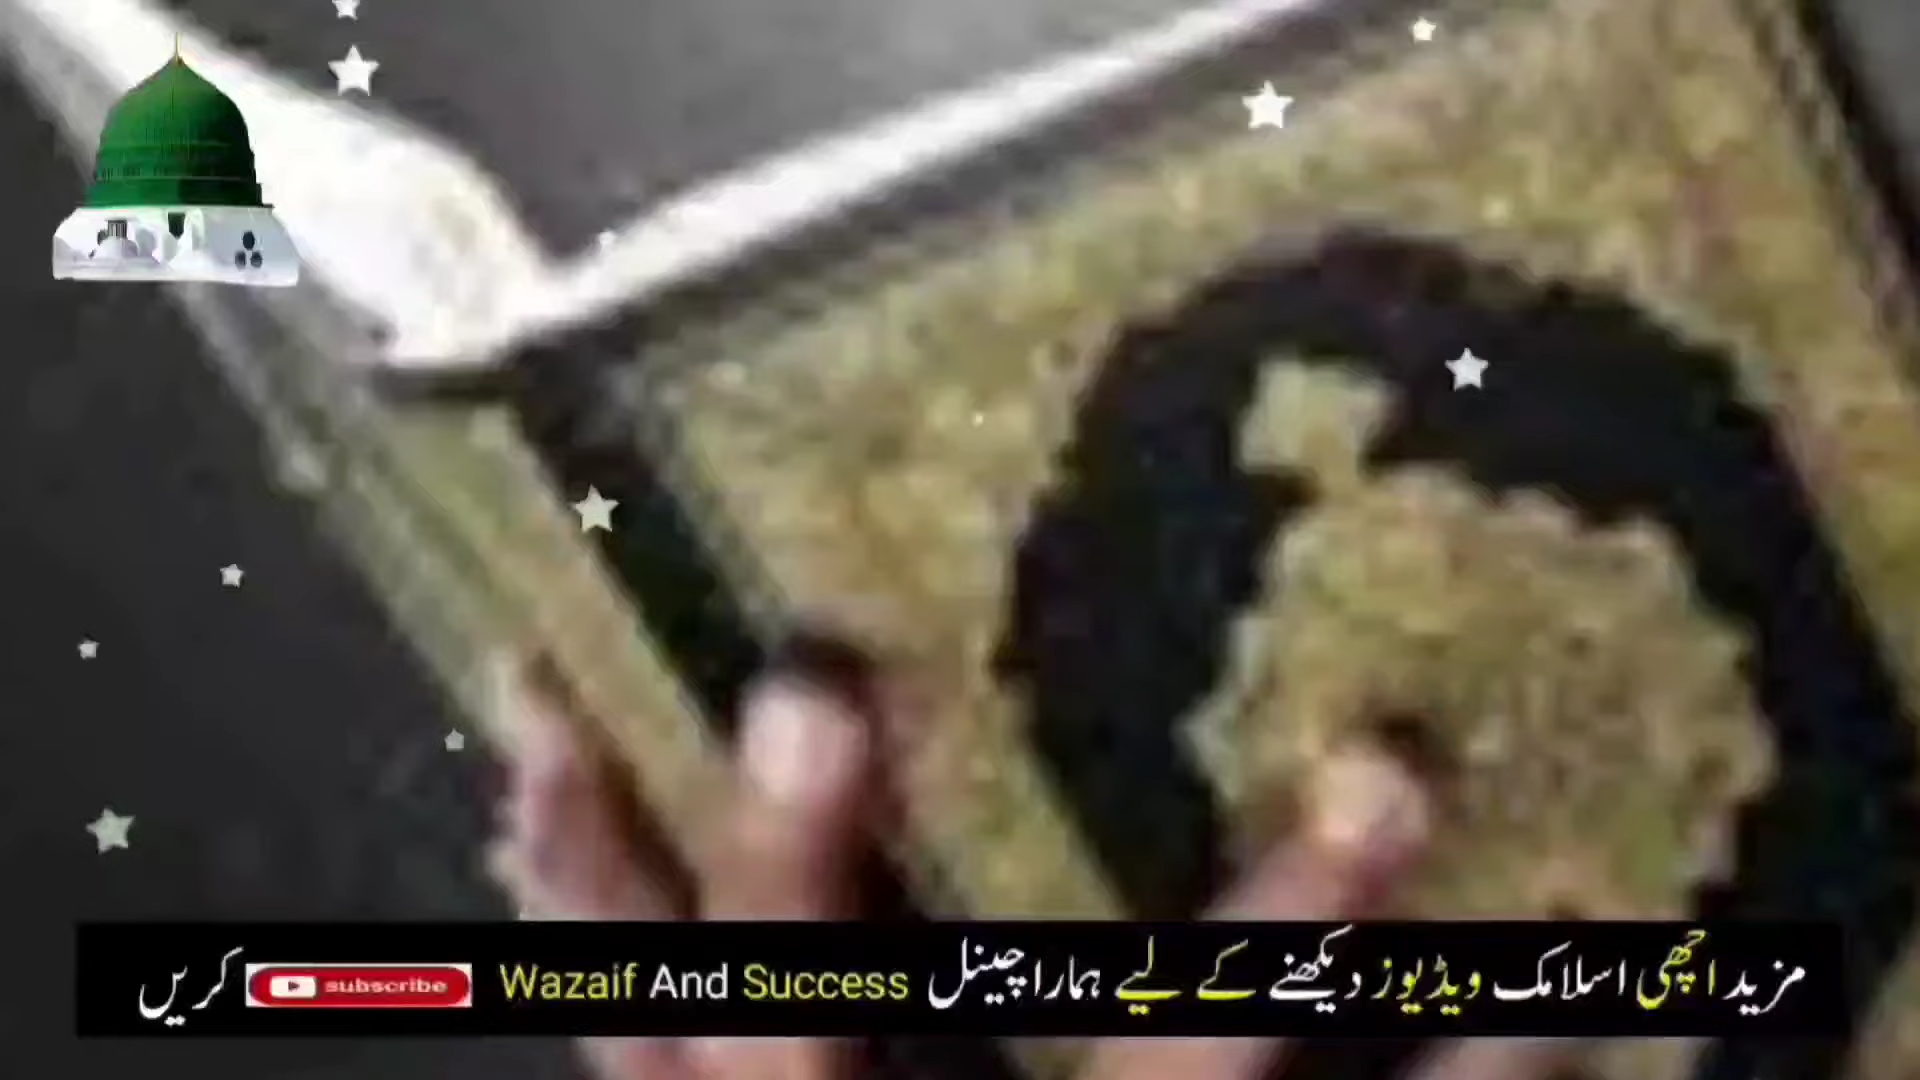 مزید اچھی اسلامک ویڈیوز دیکھنے کے لیے ہمارا چینل Wazaif And Success subscribe کریں